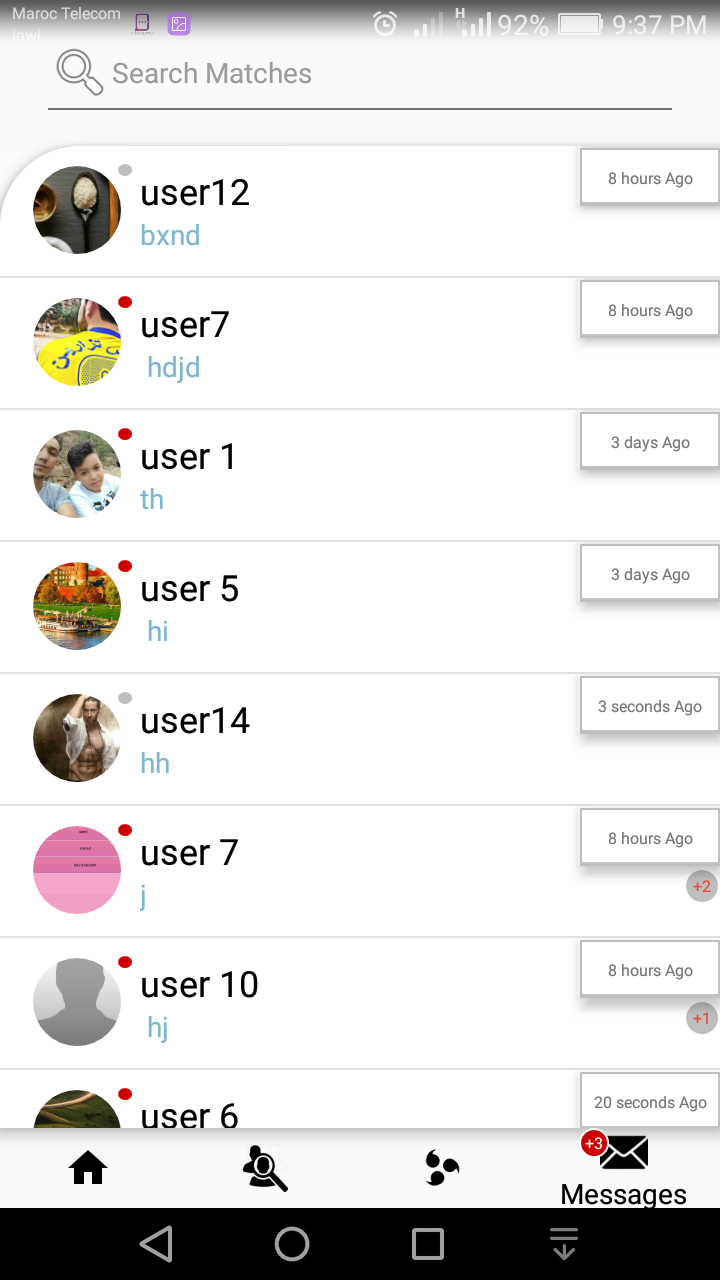 Maroc Telecom
inwi
H
92%
9:37 PM
Search Matches
user12
8 hours Ago
bxnd
user7
8 hours Ago
hdjd
user 1
3 days Ago
th
user 5
3 days Ago
hi
user14
3 seconds Ago
hh
user 7
8 hours Ago
j
+2
user 10
8 hours Ago
hj
+1
user 6
20 seconds Ago
+3
Messages